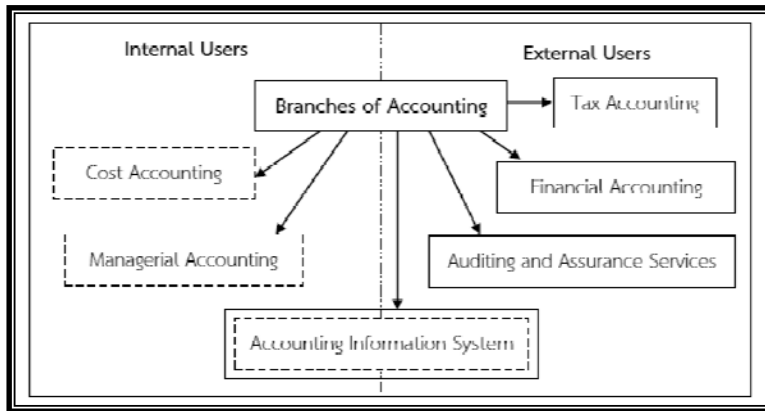 Internal Users
External Users
Branches of Accounting
Tax Accounting
Cost Accounting
Financial Accounting
Managerial Accounting
Auditing and Assurance Services
Accounting Information System